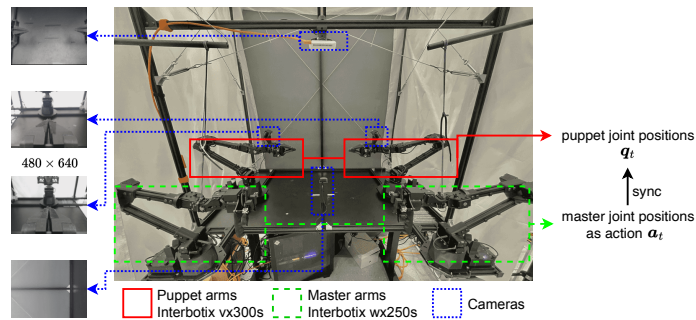 480 × 640
puppet joint positions
q_t
sync
master joint positions
as action a_t
Puppet arms
Interbotix vx300s
Master arms
Interbotix wx250s
Cameras